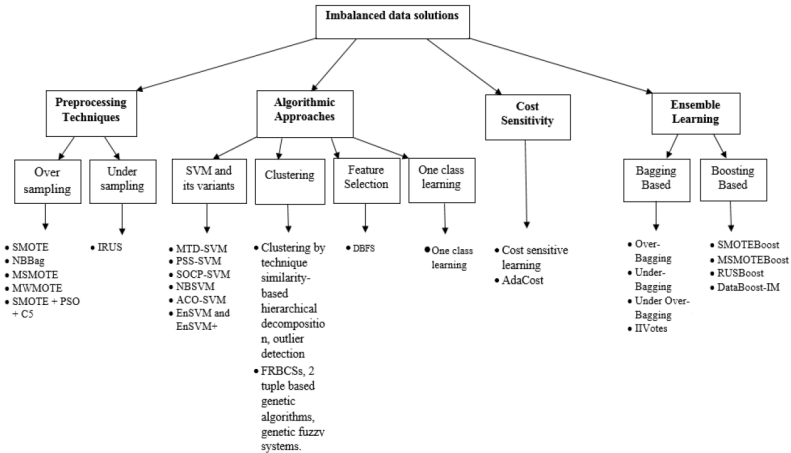 Imbalanced data solutions
Preprocessing
Techniques
Algorithmic
Approaches
Cost
Sensitivity
Ensemble
Learning
Over
sampling
Under
sampling
SVM and
its variants
Clustering
Feature
Selection
One class
learning
Bagging
Based
Boosting
Based
• SMOTE
• NBBag
• MSMOTE
• MWMOTE
• SMOTE + PSO
+ C5
• IRUS
• MTD-SVM
• PSS-SVM
• SOCP-SVM
• NBSVM
• ACO-SVM
• EnSVM and
EnSVM+
• Clustering by
technique
similarity-
based
hierarchical
decompositio
n, outlier
detection
• FRBCSs, 2
tuple based
genetic
algorithms,
genetic fuzzy
systems.
• DBFS
• One class
learning
• Cost sensitive
learning
• AdaCost
• Over-
Bagging
• Under-
Bagging
• Under Over-
Bagging
• IIVotes
• SMOTEBoost
• MSMOTEBoost
• RUSBoost
• DataBoost-IM